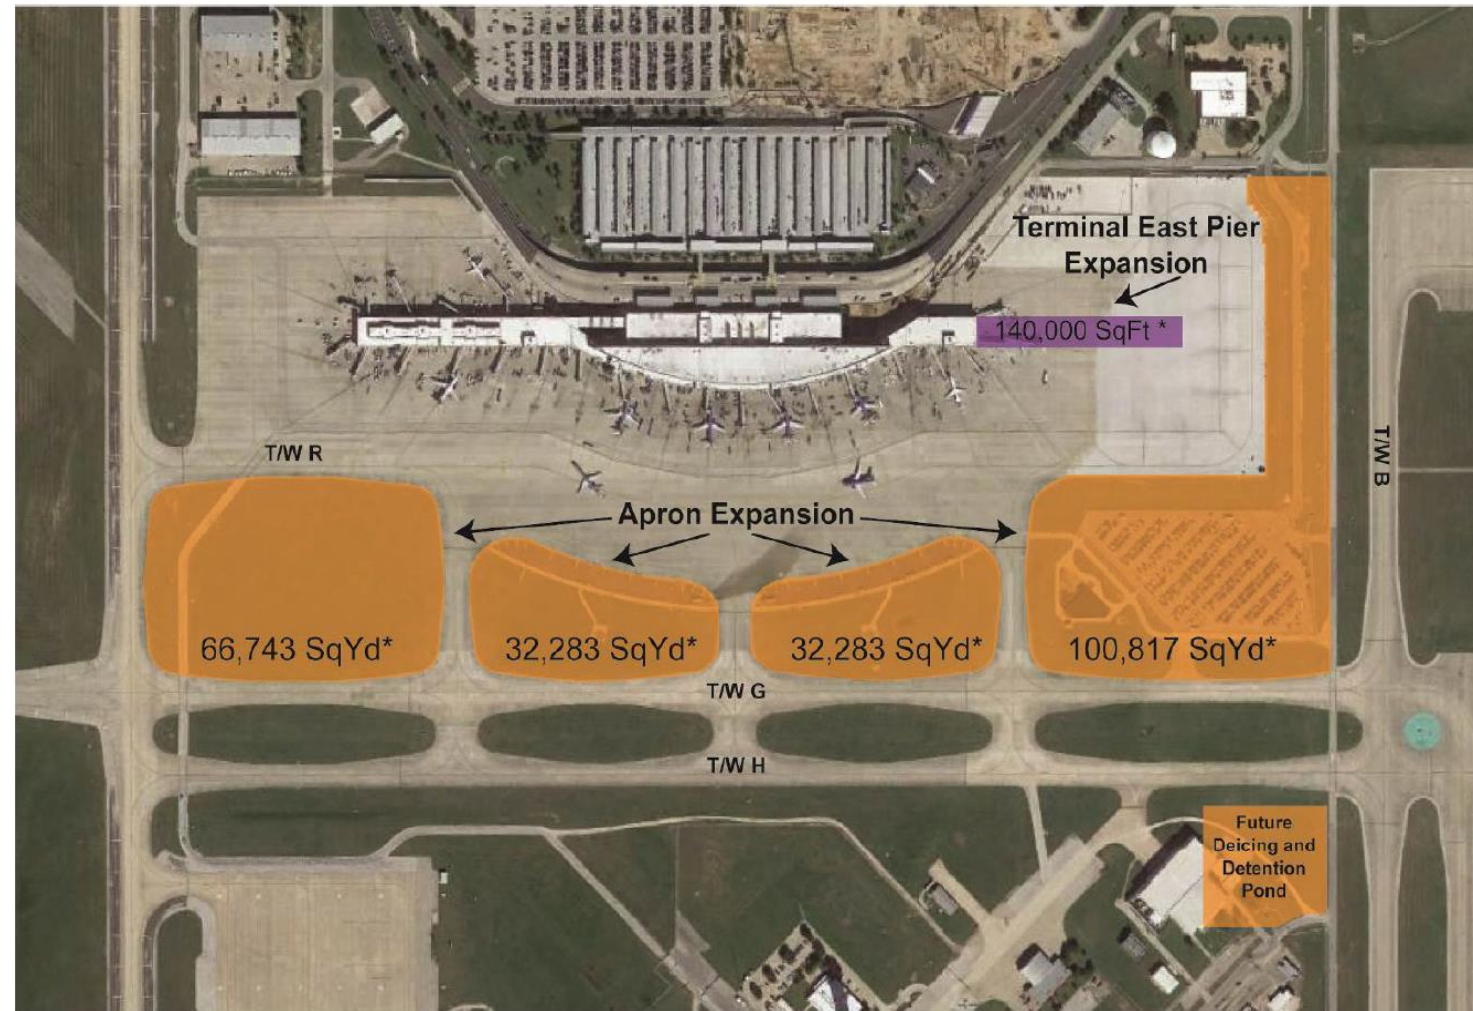 Terminal East Pier
Expansion
140,000 SqFt *
T/W R
T/W B
Apron Expansion
66,743 SqYd*
32,283 SqYd*
32,283 SqYd*
100,817 SqYd*
T/W G
T/W H
Future
Deicing and
Detention
Pond